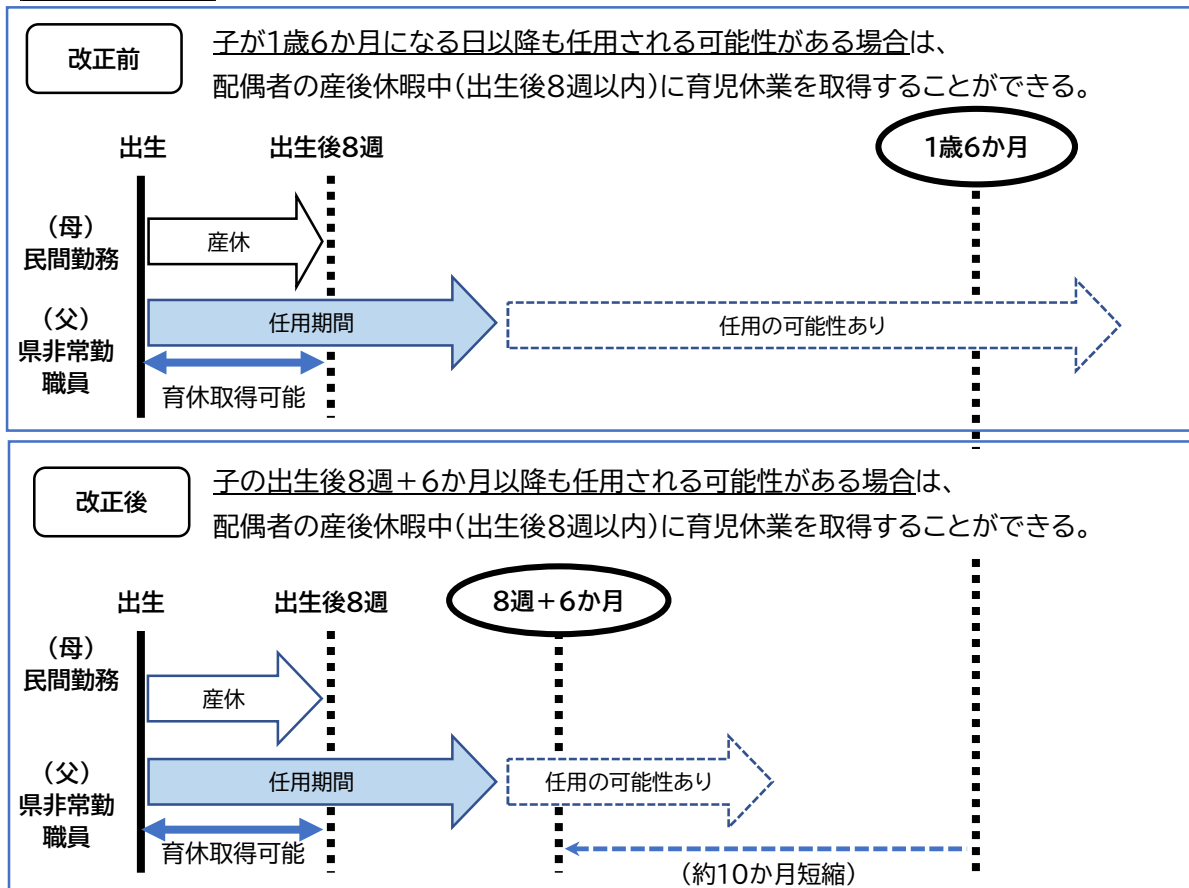 改正前
子が1歳6か月になる日以降も任用される可能性がある場合は、
配偶者の産後休暇中(出生後8週以内)に育児休業を取得することができる。
出生
出生後8週
1歳6か月
(母)
民間勤務
産休
(父)
県非常勤
職員
任用期間
任用の可能性あり
育休取得可能
改正後
子の出生後8週+6か月以降も任用される可能性がある場合は、
配偶者の産後休暇中(出生後8週以内)に育児休業を取得することができる。
出生
出生後8週
8週+6か月
(母)
民間勤務
産休
(父)
県非常勤
職員
任用期間
任用の可能性あり
育休取得可能
(約10か月短縮)